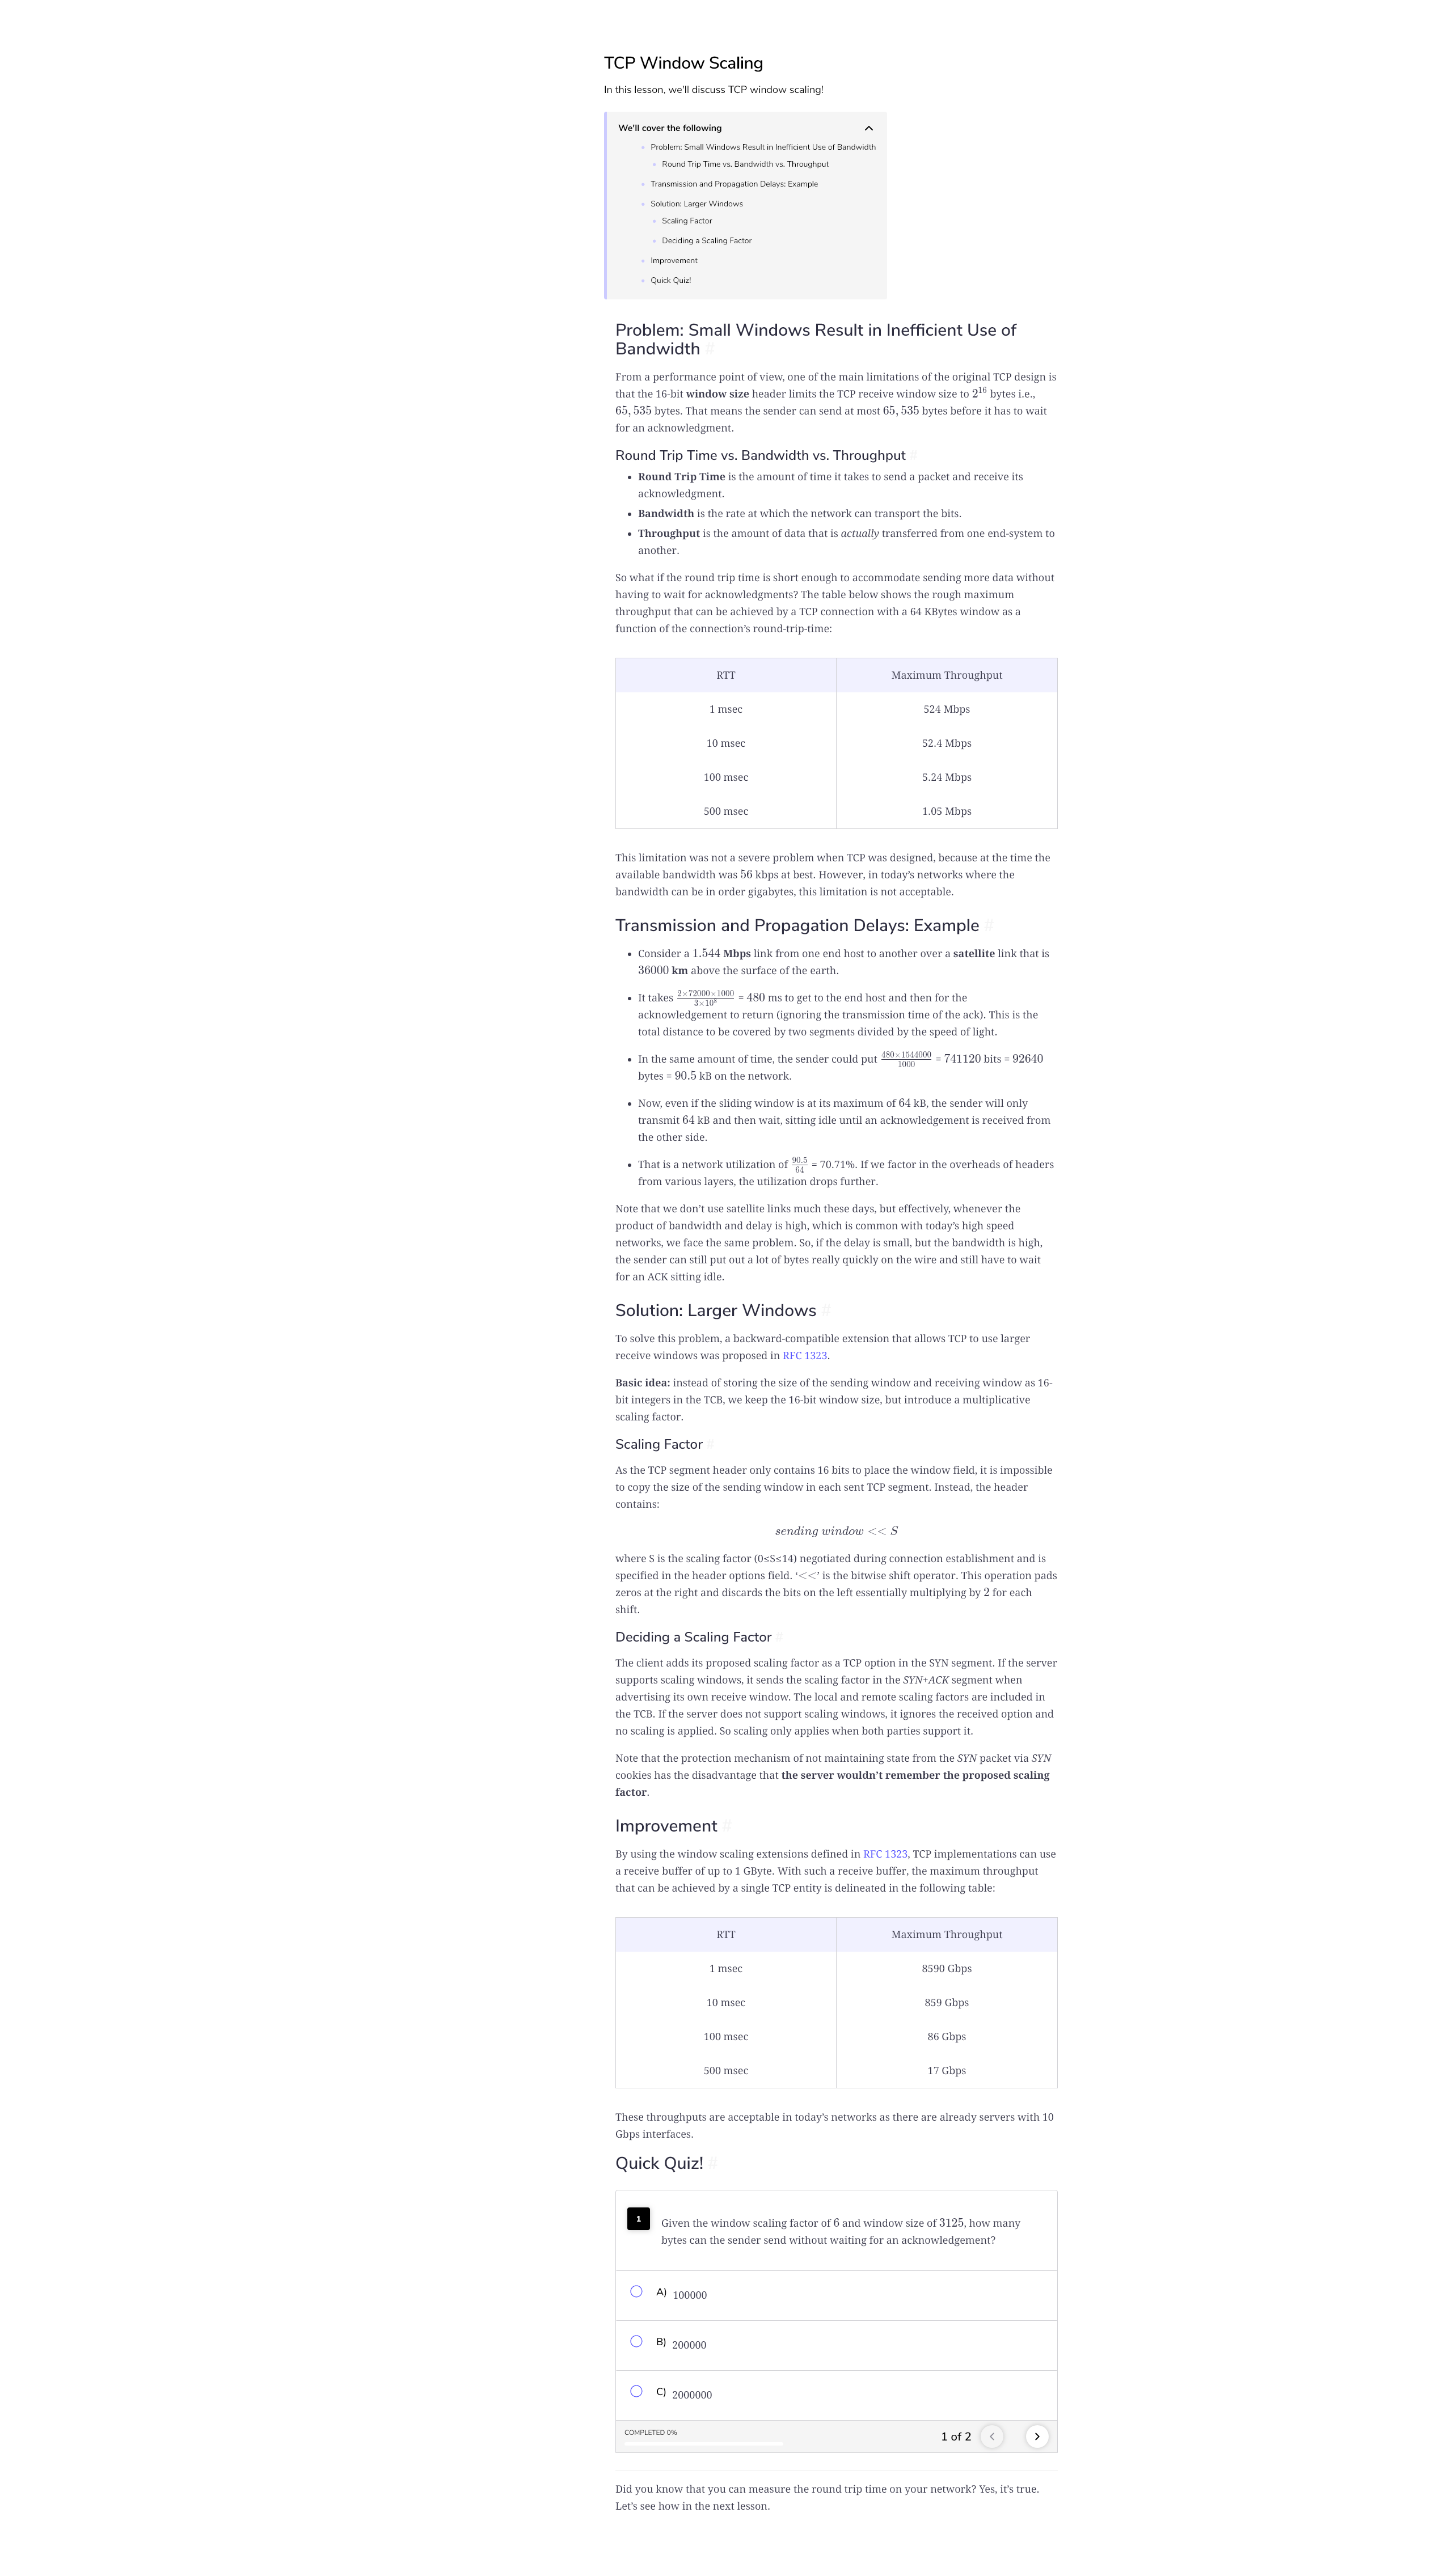 TCP Window Scaling
In this lesson, we'll discuss TCP window scaling!
We'll cover the following
Problem: Small Windows Result in Inefficient Use of Bandwidth
Round Trip Time vs. Bandwidth vs. Throughput
Transmission and Propagation Delays: Example
Solution: Larger Windows
Scaling Factor
Deciding a Scaling Factor
Improvement
Quick Quiz!
Problem: Small Windows Result in Inefficient Use of
Bandwidth #
From a performance point of view, one of the main limitations of the original TCP design is
that the 16-bit window size header limits the TCP receive window size to 2^16 bytes i.e.,
65, 535 bytes. That means the sender can send at most 65, 535 bytes before it has to wait
for an acknowledgment.
Round Trip Time vs. Bandwidth vs. Throughput #
• Round Trip Time is the amount of time it takes to send a packet and receive its
acknowledgment.
• Bandwidth is the rate at which the network can transport the bits.
• Throughput is the amount of data that is actually transferred from one end-system to
another.
So what if the round trip time is short enough to accommodate sending more data without
having to wait for acknowledgments? The table below shows the rough maximum
throughput that can be achieved by a TCP connection with a 64 KBytes window as a
function of the connection's round-trip-time:
RTT Maximum Throughput
1 msec 524 Mbps
10 msec 52.4 Mbps
100 msec 5.24 Mbps
500 msec 1.05 Mbps
This limitation was not a severe problem when TCP was designed, because at the time the
available bandwidth was 56 kbps at best. However, in today's networks where the
bandwidth can be in order gigabytes, this limitation is not acceptable.
Transmission and Propagation Delays: Example #
• Consider a 1.544 Mbps link from one end host to another over a satellite link that is
36000 km above the surface of the earth.
• It takes 2×72000×1000/3×10^8 = 480 ms to get to the end host and then for the
acknowledgement to return (ignoring the transmission time of the ack). This is the
total distance to be covered by two segments divided by the speed of light.
• In the same amount of time, the sender could put 480×1544000/1000 = 741120 bits = 92640
bytes = 90.5 kB on the network.
• Now, even if the sliding window is at its maximum of 64 kB, the sender will only
transmit 64 kB and then wait, sitting idle until an acknowledgement is received from
the other side.
• That is a network utilization of 90.5/64 = 70.71%. If we factor in the overheads of headers
from various layers, the utilization drops further.
Note that we don't use satellite links much these days, but effectively, whenever the
product of bandwidth and delay is high, which is common with today's high speed
networks, we face the same problem. So, if the delay is small, but the bandwidth is high,
the sender can still put out a lot of bytes really quickly on the wire and still have to wait
for an ACK sitting idle.
Solution: Larger Windows #
To solve this problem, a backward-compatible extension that allows TCP to use larger
receive windows was proposed in RFC 1323.
Basic idea: instead of storing the size of the sending window and receiving window as 16-
bit integers in the TCB, we keep the 16-bit window size, but introduce a multiplicative
scaling factor.
Scaling Factor #
As the TCP segment header only contains 16 bits to place the window field, it is impossible
to copy the size of the sending window in each sent TCP segment. Instead, the header
contains:
sending window << S
where S is the scaling factor (0≤S≤14) negotiated during connection establishment and is
specified in the header options field. '<<' is the bitwise shift operator. This operation pads
zeros at the right and discards the bits on the left essentially multiplying by 2 for each
shift.
Deciding a Scaling Factor #
The client adds its proposed scaling factor as a TCP option in the SYN segment. If the server
supports scaling windows, it sends the scaling factor in the SYN+ACK segment when
advertising its own receive window. The local and remote scaling factors are included in
the TCB. If the server does not support scaling windows, it ignores the received option and
no scaling is applied. So scaling only applies when both parties support it.
Note that the protection mechanism of not maintaining state from the SYN packet via SYN
cookies has the disadvantage that the server wouldn't remember the proposed scaling
factor.
Improvement #
By using the window scaling extensions defined in RFC 1323, TCP implementations can use
a receive buffer of up to 1 GByte. With such a receive buffer, the maximum throughput
that can be achieved by a single TCP entity is delineated in the following table:
RTT Maximum Throughput
1 msec 8590 Gbps
10 msec 859 Gbps
100 msec 86 Gbps
500 msec 17 Gbps
These throughputs are acceptable in today's networks as there are already servers with 10
Gbps interfaces.
Quick Quiz! #
1
Given the window scaling factor of 6 and window size of 3125, how many
bytes can the sender send without waiting for an acknowledgement?
A) 100000
B) 200000
C) 2000000
COMPLETED 0%
1 of 2
Did you know that you can measure the round trip time on your network? Yes, it's true.
Let's see how in the next lesson.